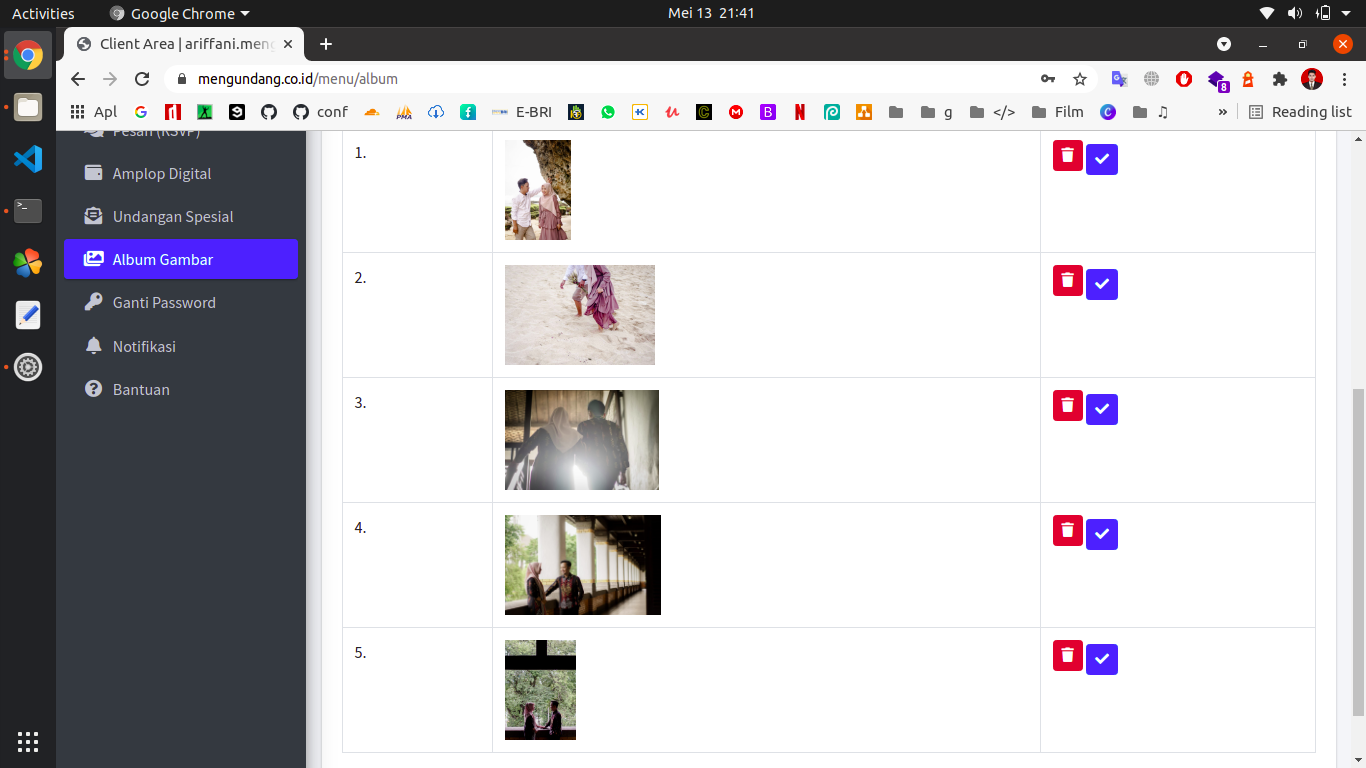 Activities
Google Chrome
Mei 13 21:41
Client Area | ariffani.meng
mengundang.co.id/menu/album
8
Apl
conf
E-BRI
g
</>
Film
»
Reading list
Pesan (RSVP)
Amplop Digital
Undangan Spesial
Album Gambar
Ganti Password
Notifikasi
Bantuan
1.
2.
3.
4.
5.